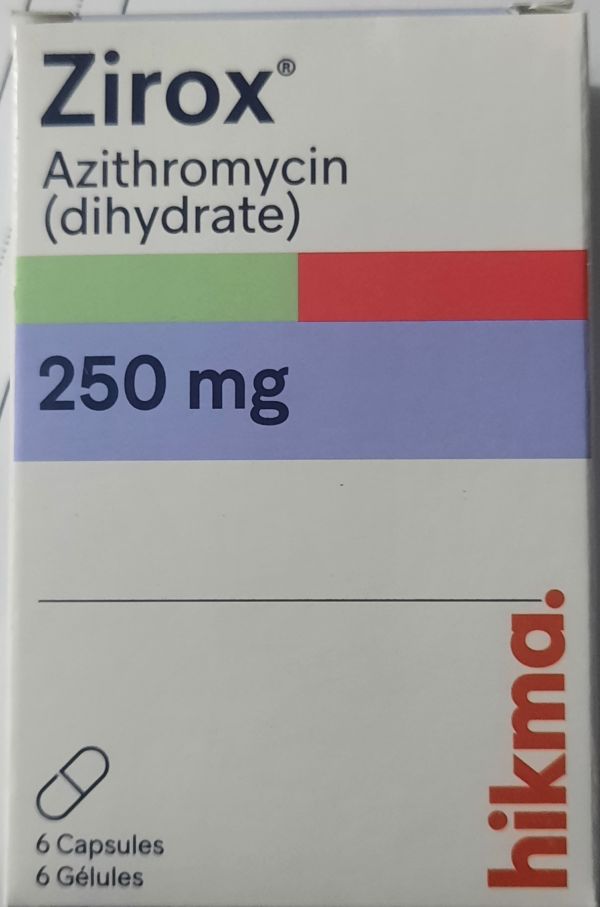 Zirox®
Azithromycin
(dihydrate)
250 mg
6 Capsules
6 Gélules
hikma.